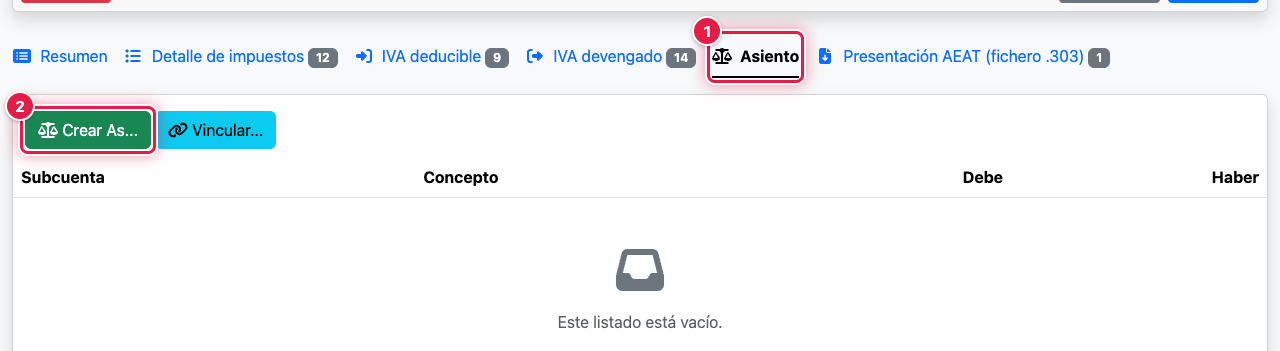 1
Resumen Detalle de impuestos 12 IVA deducible 9 IVA devengado 14 Asiento Presentación AEAT (fichero .303) 1
2
Crear As... Vincular...
Subcuenta Concepto Debe Haber
Este listado está vacío.